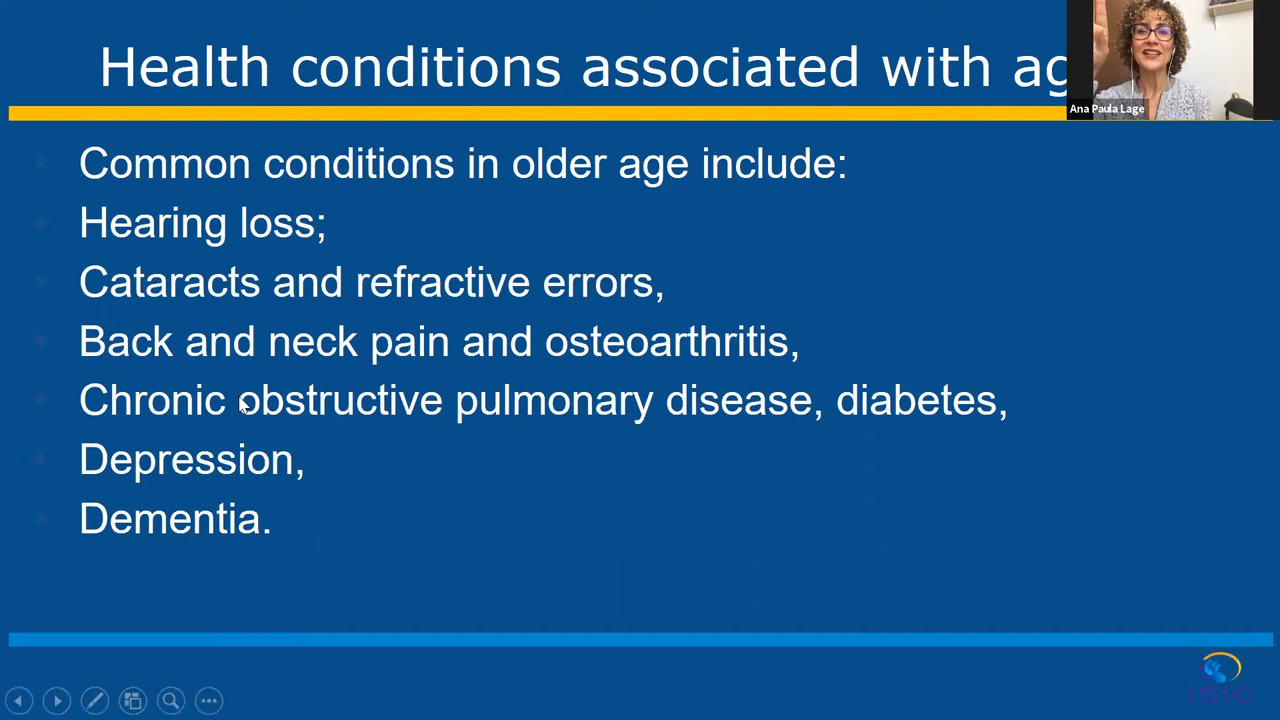 Health conditions associated with ag
Ana Paula Lage
Common conditions in older age include:
Hearing loss;
Cataracts and refractive errors,
Back and neck pain and osteoarthritis,
Chronic obstructive pulmonary disease, diabetes,
Depression,
Dementia.
ISIC